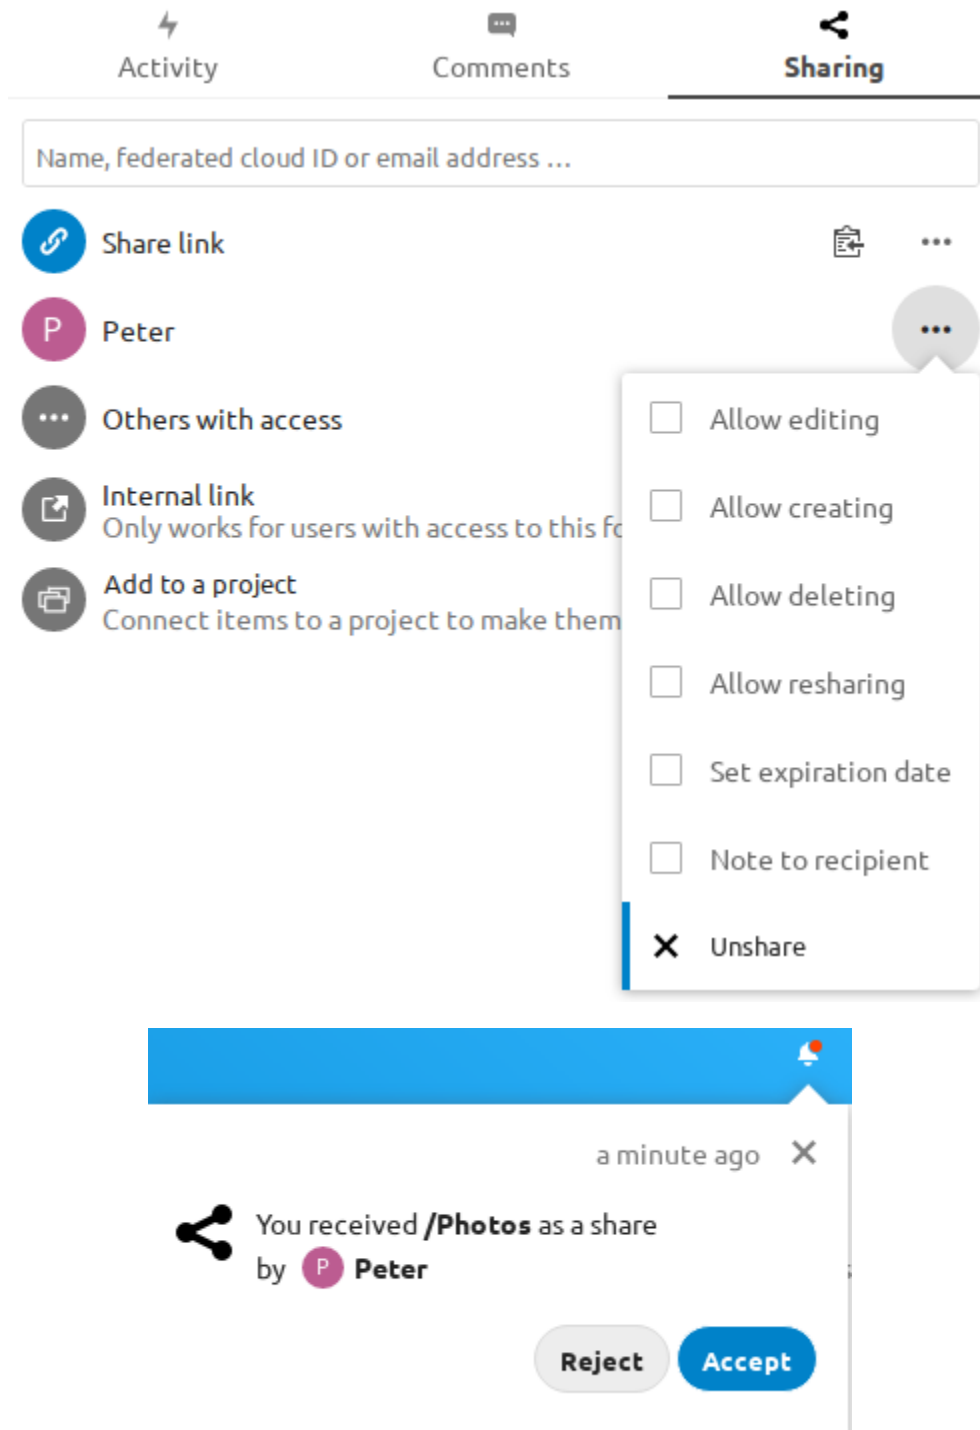 Activity
Comments
Sharing
Name, federated cloud ID or email address ...
Share link
P
Peter
Others with access
Allow editing
Internal link
Only works for users with access to this
Allow creating
Add to a project
Connect items to a project to make them
Allow deleting
Allow resharing
Set expiration date
Note to recipient
Unshare
a minute ago
You received /Photos as a share
by P Peter
Reject Accept